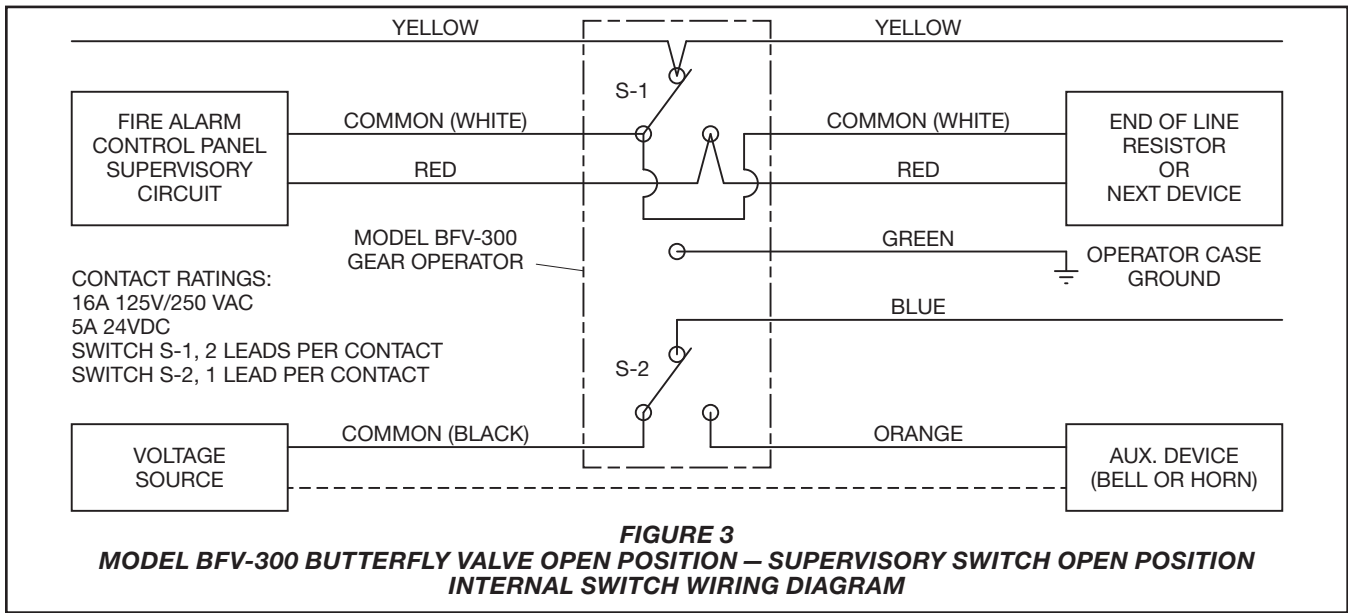 YELLOW
YELLOW
S-1
FIRE ALARM
CONTROL PANEL
SUPERVISORY
CIRCUIT
COMMON (WHITE)
RED
COMMON (WHITE)
RED
END OF LINE
RESISTOR
OR
NEXT DEVICE
MODEL BFV-300
GEAR OPERATOR
GREEN
OPERATOR CASE
GROUND
CONTACT RATINGS:
16A 125V/250 VAC
5A 24VDC
SWITCH S-1, 2 LEADS PER CONTACT
SWITCH S-2, 1 LEAD PER CONTACT
BLUE
S-2
VOLTAGE
SOURCE
COMMON (BLACK)
ORANGE
AUX. DEVICE
(BELL OR HORN)
FIGURE 3
MODEL BFV-300 BUTTERFLY VALVE OPEN POSITION — SUPERVISORY SWITCH OPEN POSITION
INTERNAL SWITCH WIRING DIAGRAM